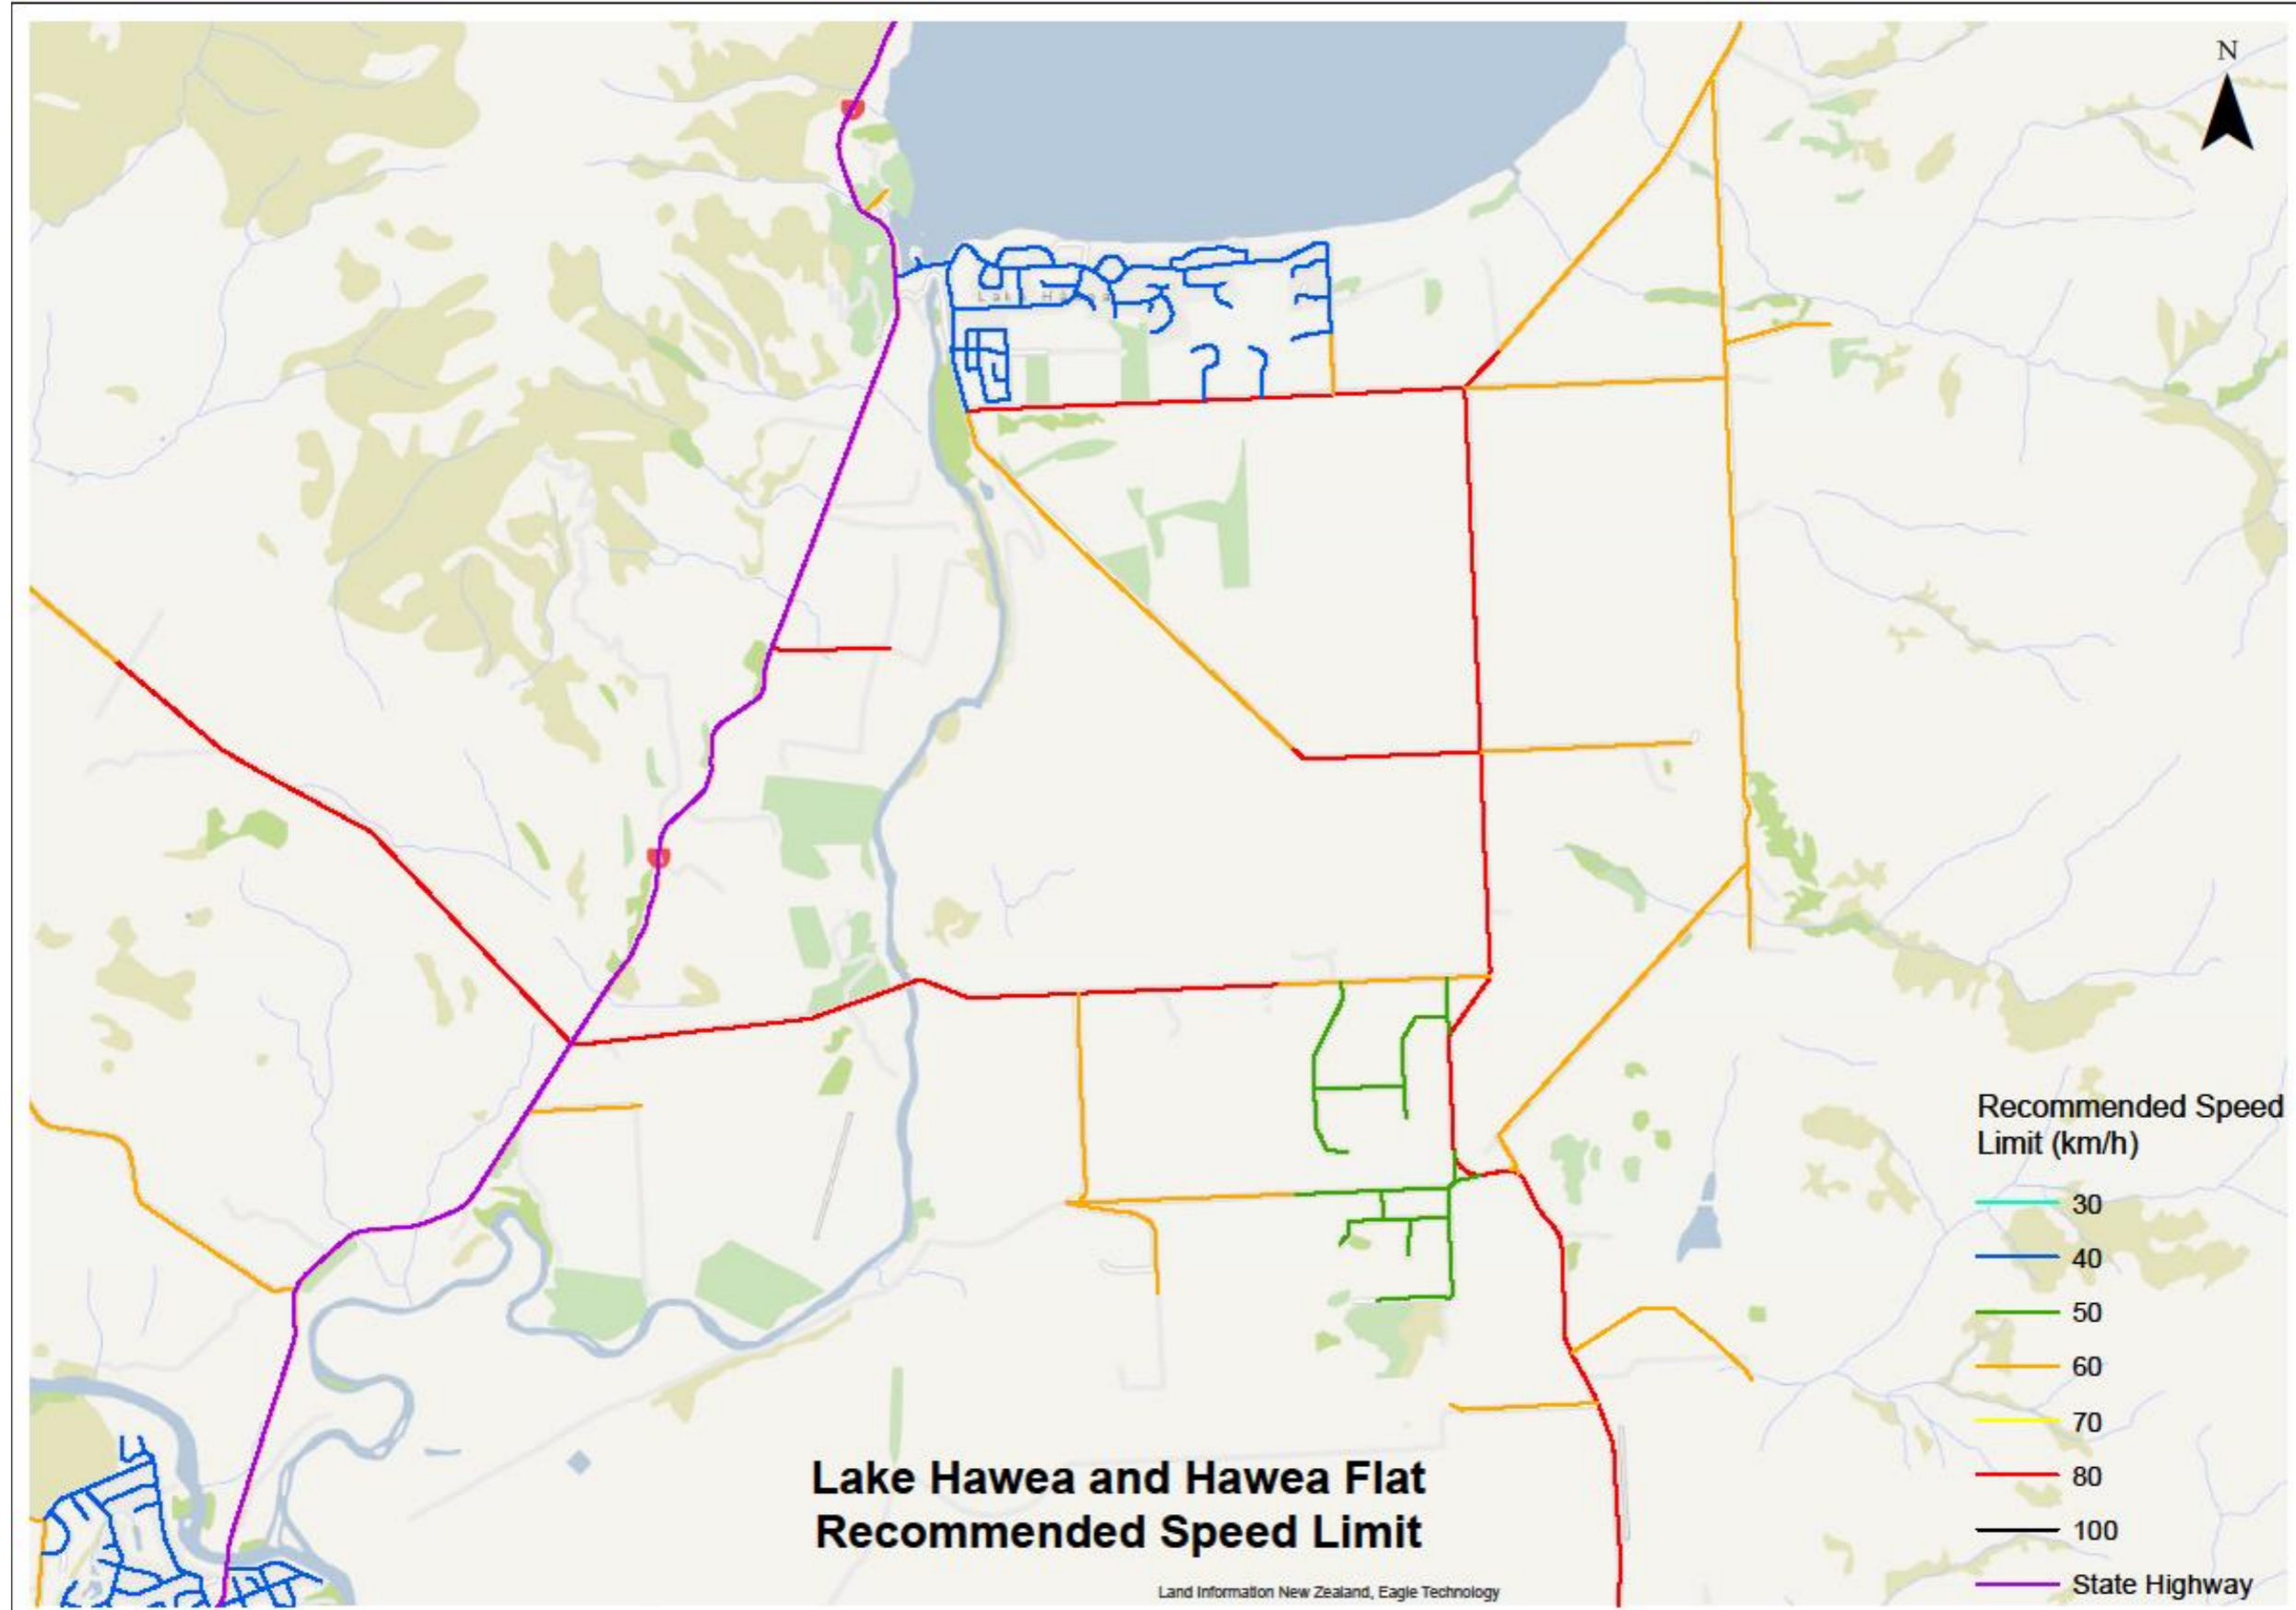 N
Recommended Speed
Limit (km/h)
30
40
50
60
70
80
100
State Highway
Lake Hawea and Hawea Flat
Recommended Speed Limit
Land Information New Zealand, Eagle Technology